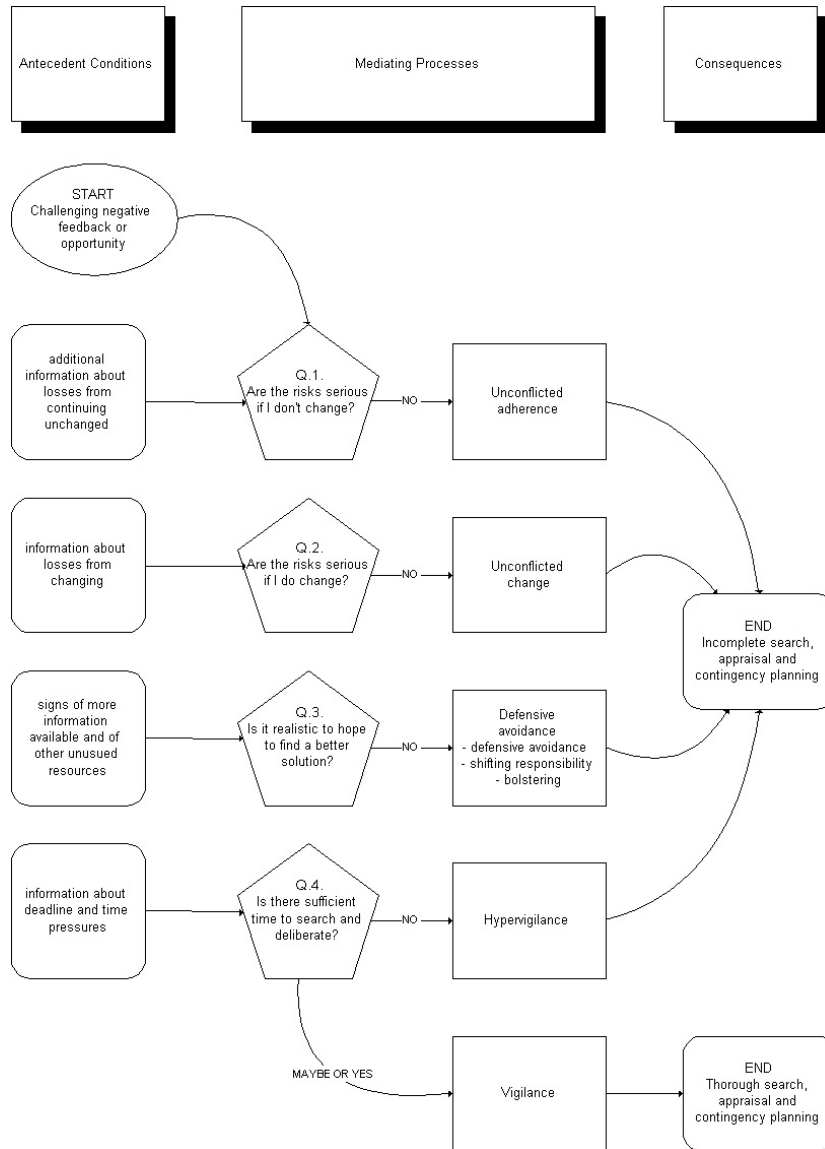 Antecedent Conditions
Mediating Processes
Consequences
START
Challenging negative
feedback or
opportunity
additional
information about
losses from
continuing
unchanged
Q.1.
Are the risks serious
if I don't change?
NO
Unconflicted
adherence
information about
losses from
changing
Q.2.
Are the risks serious
if I do change?
NO
Unconflicted
change
END
Incomplete search,
appraisal and
contingency planning
signs of more
information
available and of
other unusued
resources
Q.3.
Is it realistic to hope
to find a better
solution?
NO
Defensive
avoidance
- defensive avoidance
- shifting responsibility
- bolstering
information about
deadline and time
pressures
Q.4.
Is there sufficient
time to search and
deliberate?
NO
Hypervigilance
MAYBE OR YES
Vigilance
END
Thorough search,
appraisal and
contingency planning